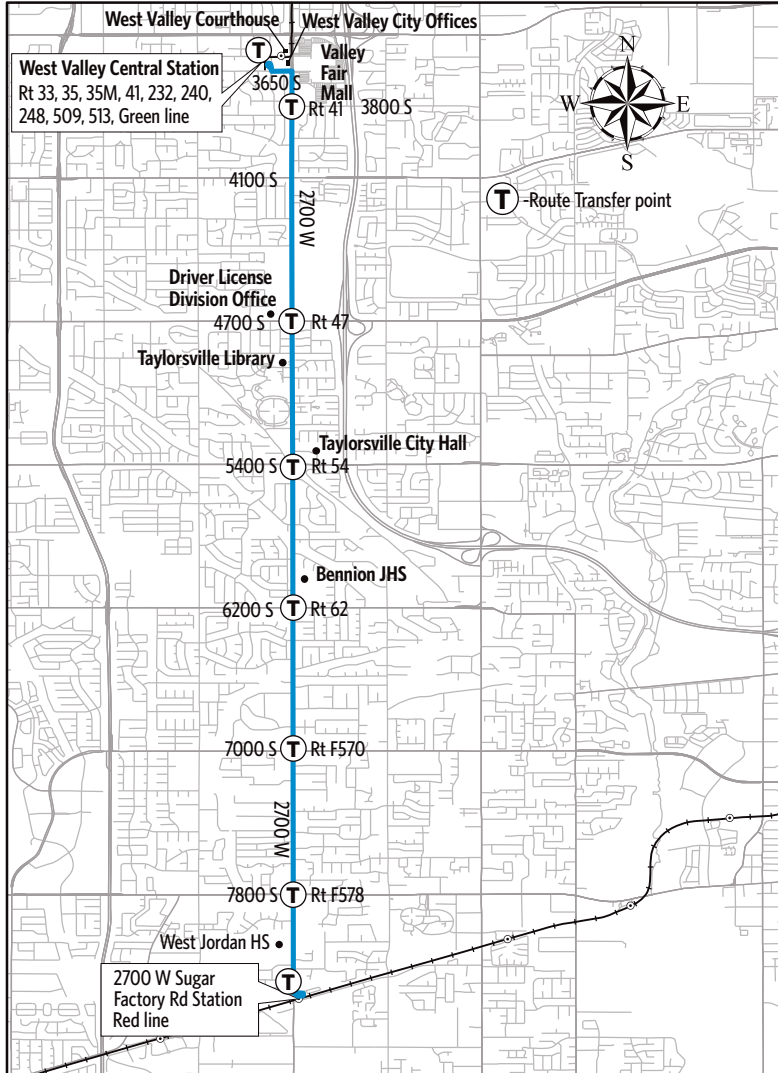 West Valley Courthouse
West Valley City Offices
T
West Valley Central Station
Rt 33, 35, 35M, 41, 232, 240,
248, 509, 513, Green line
Valley
Fair
Mall
3650 S
T Rt 41
3800 S
N
W E
S
4100 S
2700 W
T -Route Transfer point
Driver License
Division Office
4700 S T Rt 47
Taylorsville Library
Taylorsville City Hall
5400 S T Rt 54
Bennion JHS
6200 S T Rt 62
7000 S T Rt F570
2700 W
7800 S T Rt F578
West Jordan HS
T
2700 W Sugar
Factory Rd Station
Red line